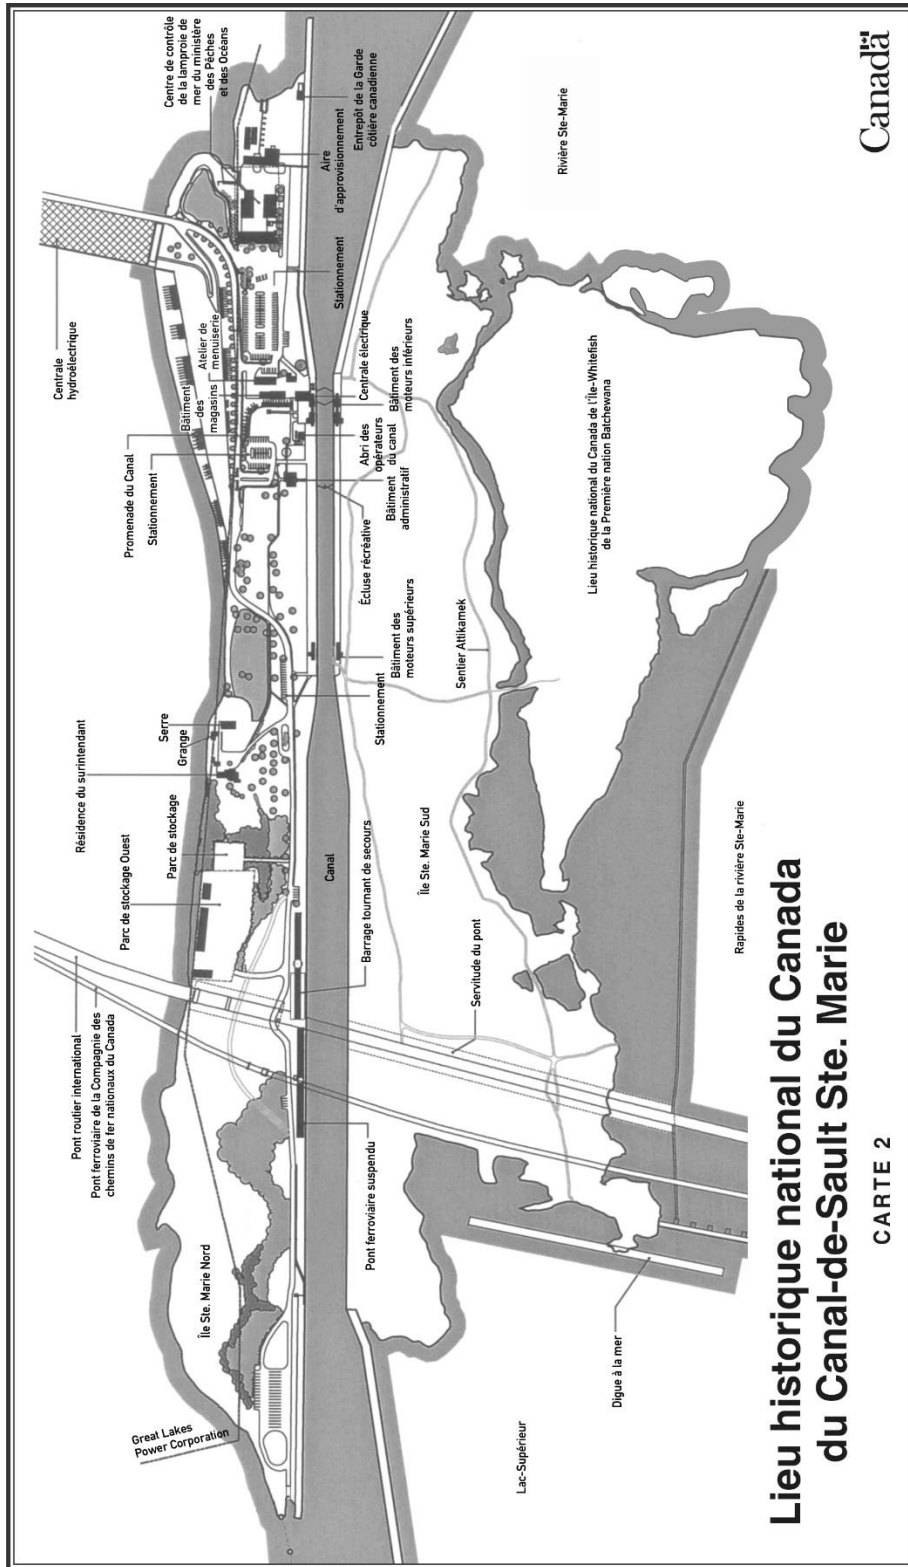 Great Lakes
Power Corporation
Île Ste. Marie Nord
Pont routier international
Pont ferroviaire de la Compagnie des
chemins de fer nationaux du Canada
Parc de stockage Ouest
Parc de stockage
Résidence du surintendant
Grange
Serre
Promenade du Canal
Stationnement
Bâtiment
des
magasins
Atelier de
menuiserie
Centrale
hydroélectrique
Centre de contrôle
de la lamproie de
mer du ministère
des Pêches
et des Océans
Pont ferroviaire suspendu
Barrage tournant de secours
Canal
Stationnement
Bâtiment des
moteurs supérieurs
Écluse récréative
Bâtiment
administratif
Abri des
opérateurs
du canal
Centrale électrique
Bâtiment des
moteurs inférieurs
Stationnement
Aire
d'approvisionnement
Entrepôt de la Garde
côtière canadienne
Lac-Supérieur
Digue à la mer
Servitude du pont
Île Ste. Marie Sud
Sentier Attikamek
Rivière Ste-Marie
Rapides de la rivière Ste-Marie
Lieu historique national du Canada de l'Île-Whitefish
de la Première nation Batchewana
Lieu historique national du Canada
du Canal-de-Sault Ste. Marie
CARTE 2
Canada